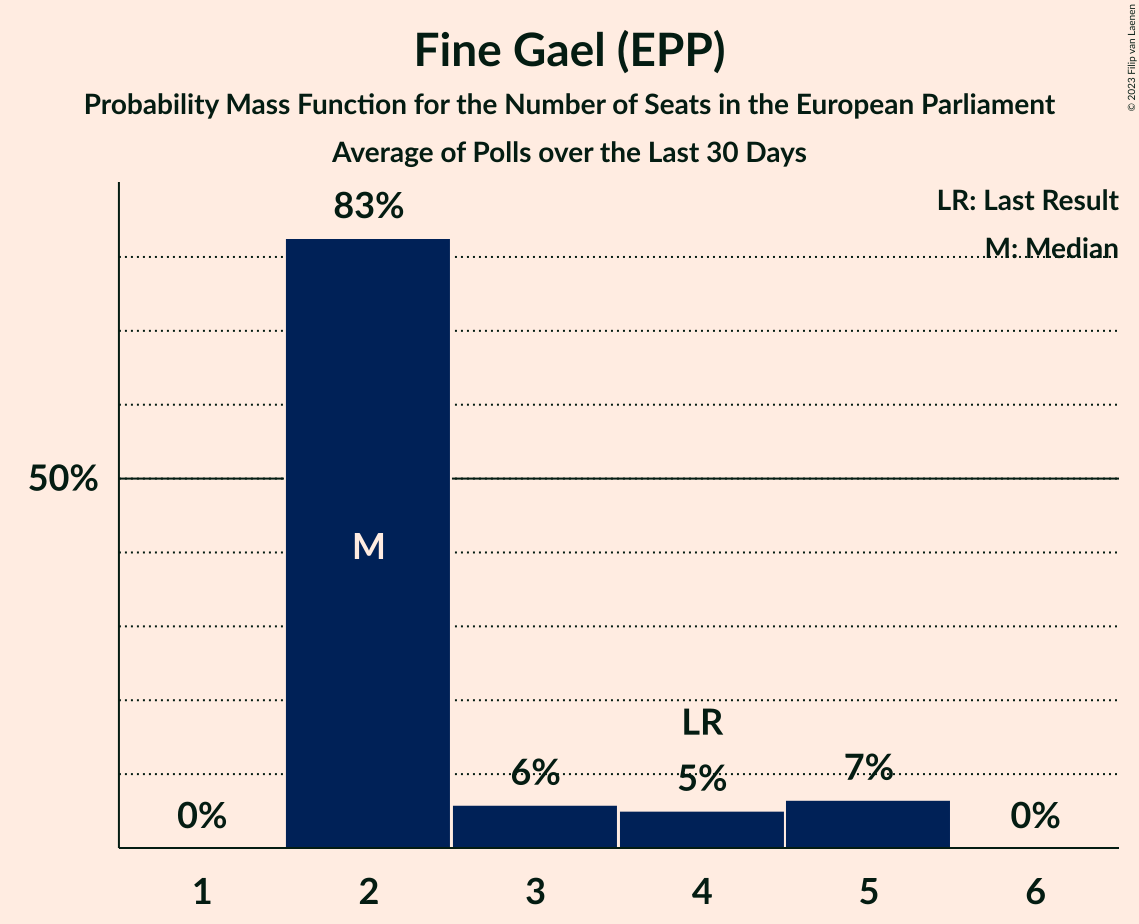 Fine Gael (EPP)
Probability Mass Function for the Number of Seats in the European Parliament
Average of Polls over the Last 30 Days
© 2023 Filip van Laenen
LR: Last Result
M: Median
83%
50%
M
LR
0%
6%
5%
7%
0%
1 2 3 4 5 6